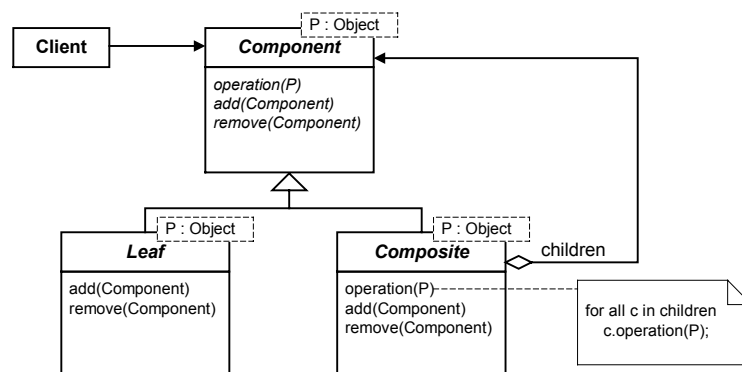 P : Object
Client
Component
operation(P)
add(Component)
remove(Component)
P : Object
Leaf
add(Component)
remove(Component)
P : Object
Composite
operation(P)
add(Component)
remove(Component)
children
for all c in children
c.operation(P);